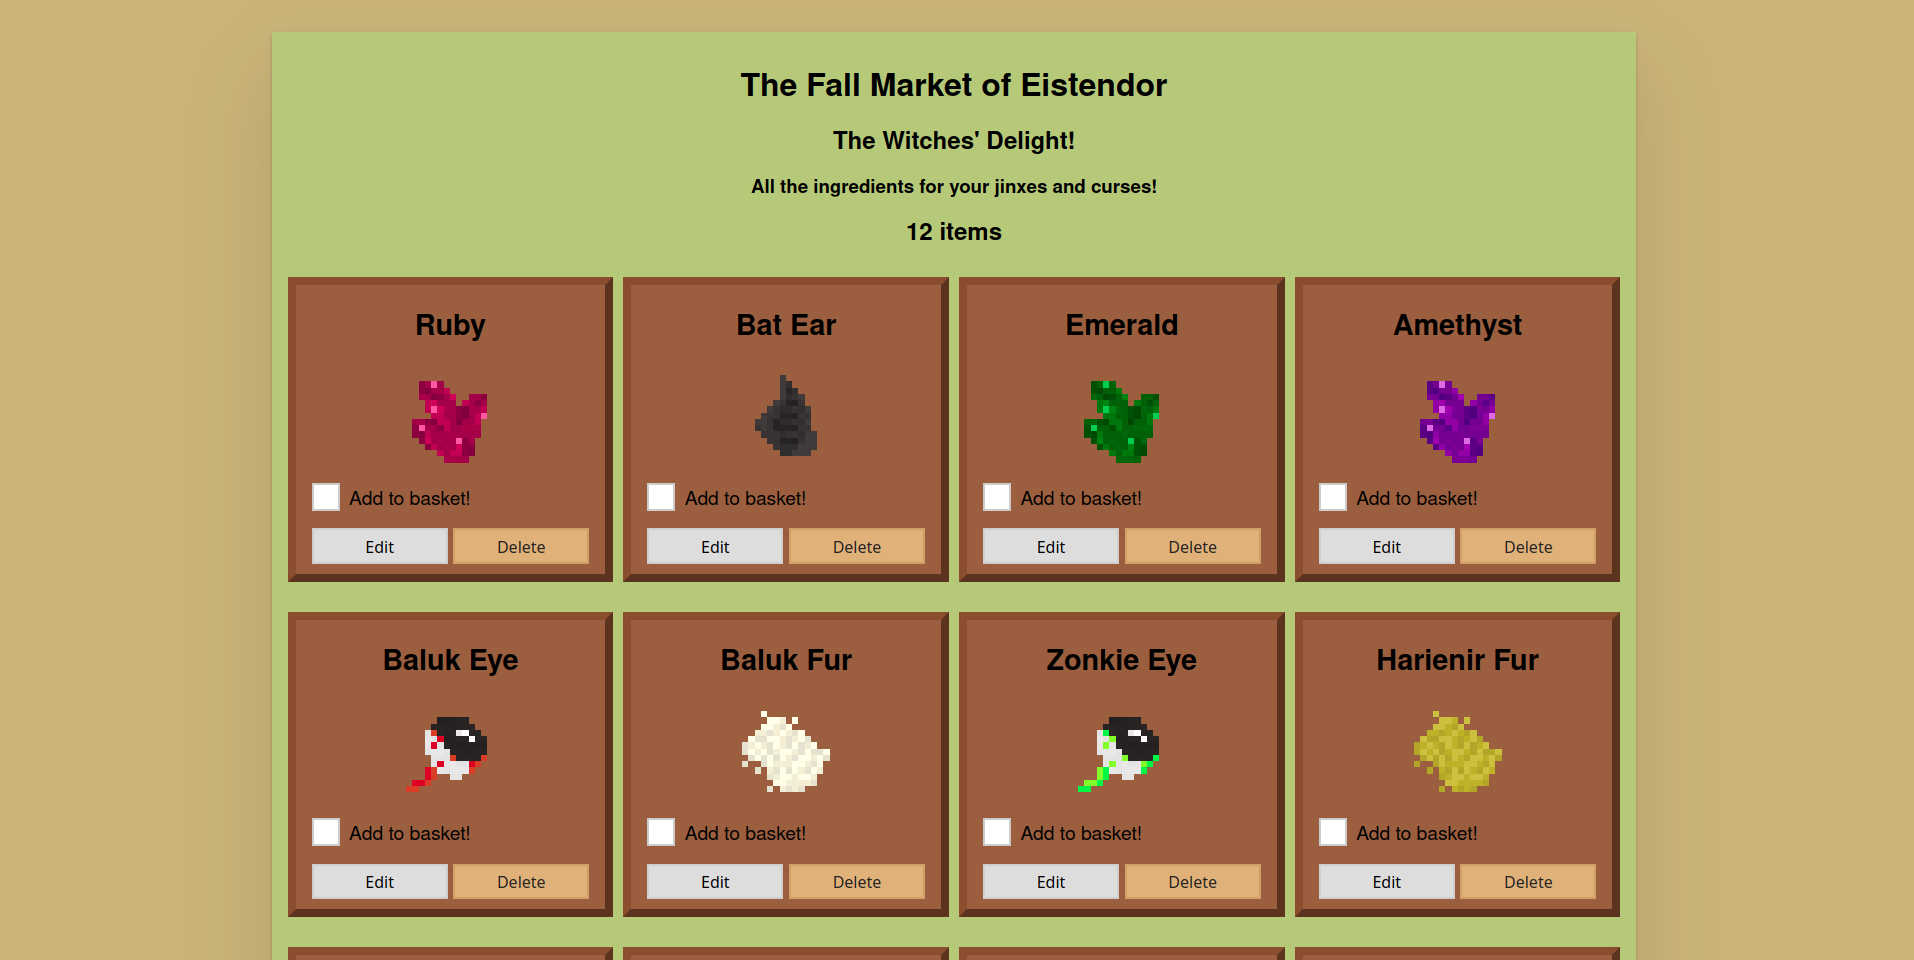 The Fall Market of Eistendor
The Witches' Delight!
All the ingredients for your jinxes and curses!
12 items
Ruby
Add to basket!
Edit Delete
Bat Ear
Add to basket!
Edit Delete
Emerald
Add to basket!
Edit Delete
Amethyst
Add to basket!
Edit Delete
Baluk Eye
Add to basket!
Edit Delete
Baluk Fur
Add to basket!
Edit Delete
Zonkie Eye
Add to basket!
Edit Delete
Harienir Fur
Add to basket!
Edit Delete